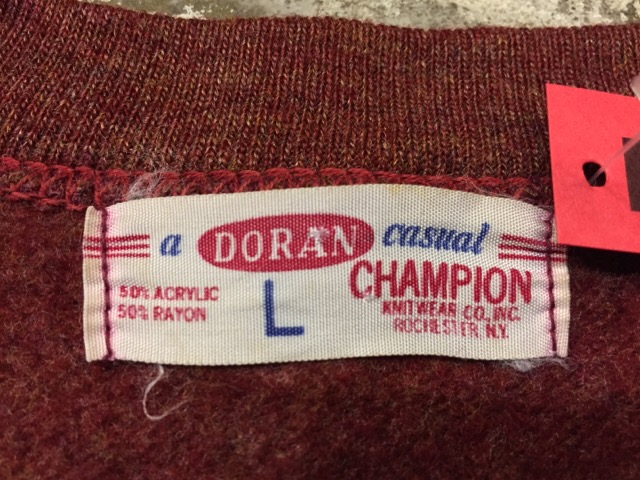 a DORAN casual
50% ACRYLIC
50% RAYON
L
CHAMPION
KNITWEAR CO., INC.
ROCHESTER N.Y.